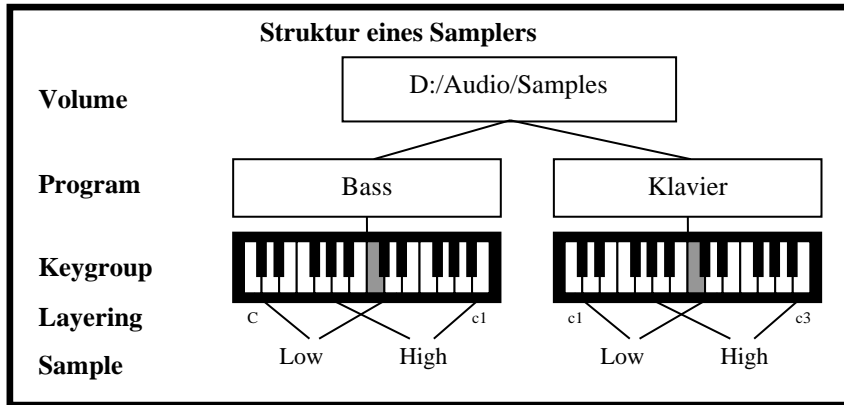 Struktur eines Samplers
Volume
D:/Audio/Samples
Program
Bass
Klavier
Keygroup
Layering
C
c1
c1
c3
Low
High
Low
High
Sample